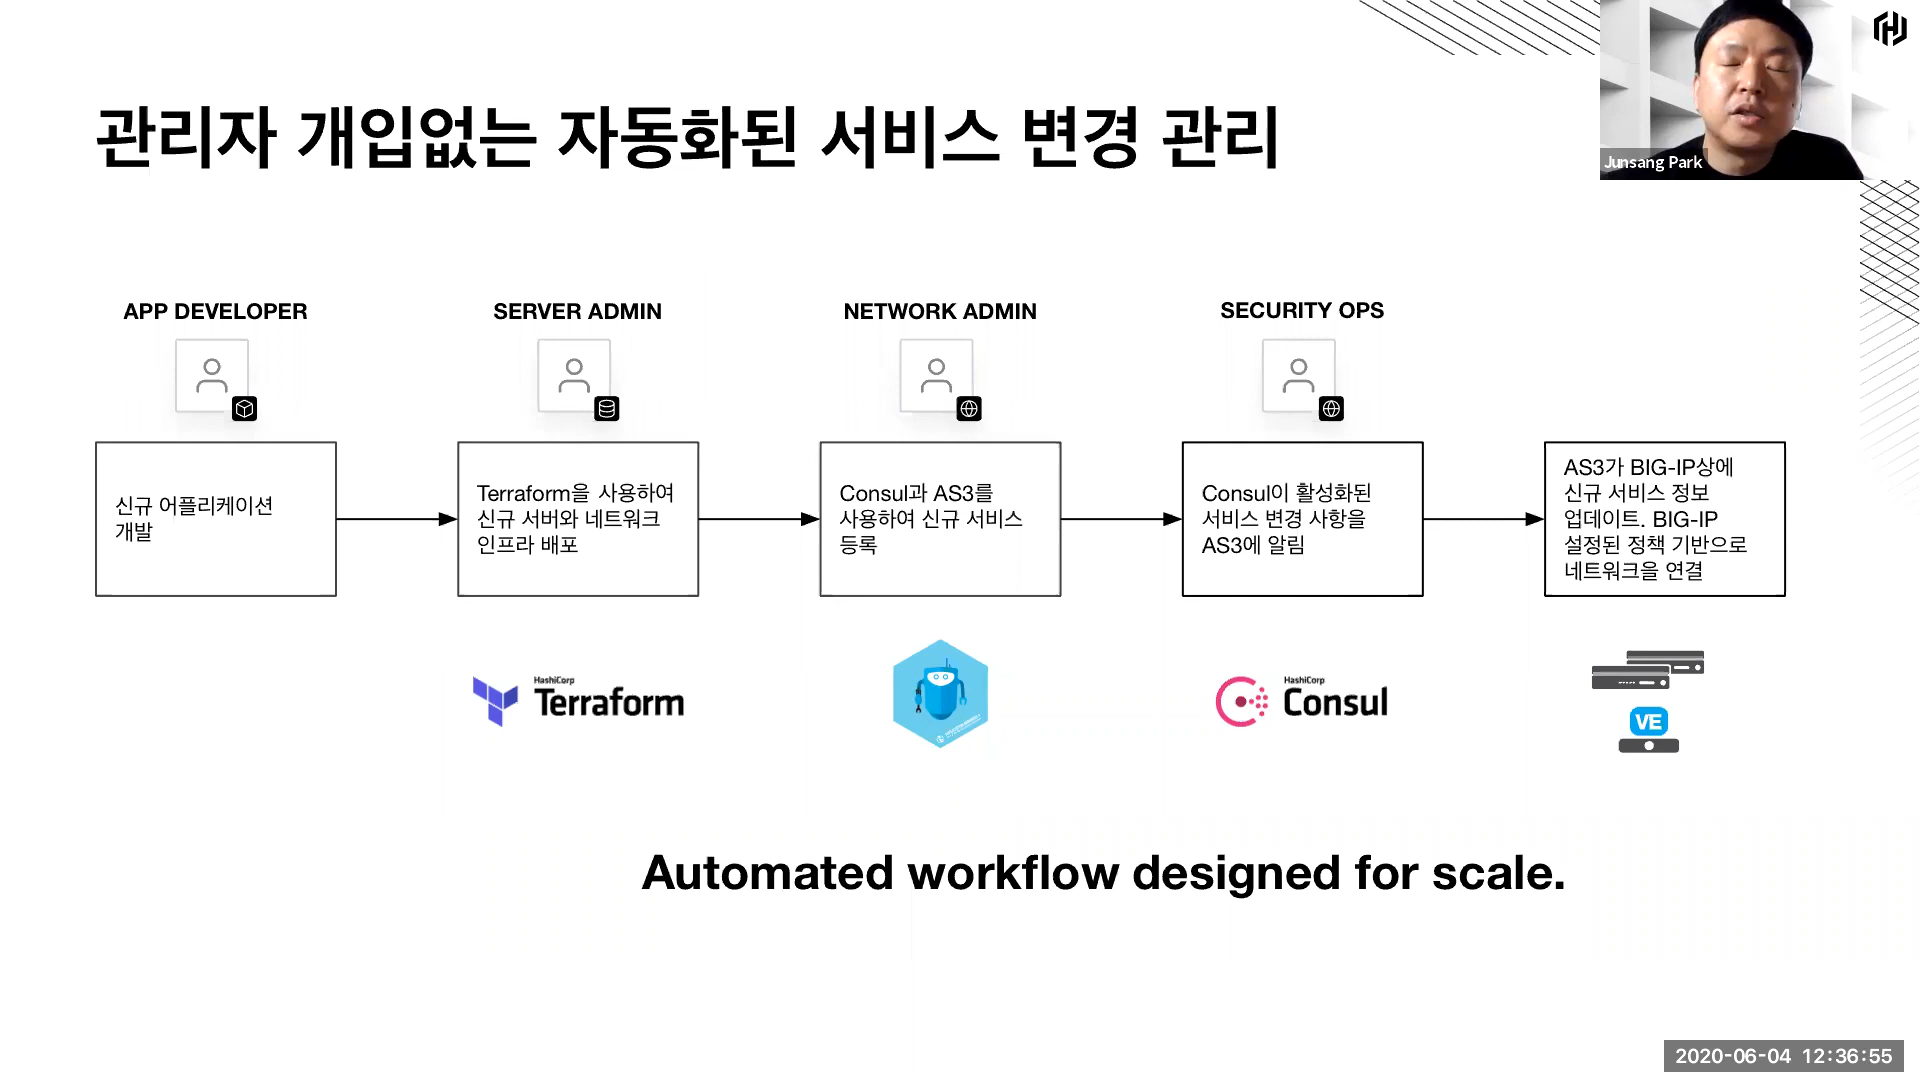 관리자 개입없는 자동화된 서비스 변경 관리
Junsang Park
APP DEVELOPER
SERVER ADMIN
NETWORK ADMIN
SECURITY OPS
신규 어플리케이션
개발
Terraform을 사용하여
신규 서버와 네트워크
인프라 배포
Consul과 AS3를
사용하여 신규 서비스
등록
Consul이 활성화된
서비스 변경 사항을
AS3에 알림
AS3가 BIG-IP상에
신규 서비스 정보
업데이트. BIG-IP
설정된 정책 기반으로
네트워크을 연결
HashiCorp
Terraform
HashiCorp
Consul
VE
Automated workflow designed for scale.
2020-06-04 12:36:55